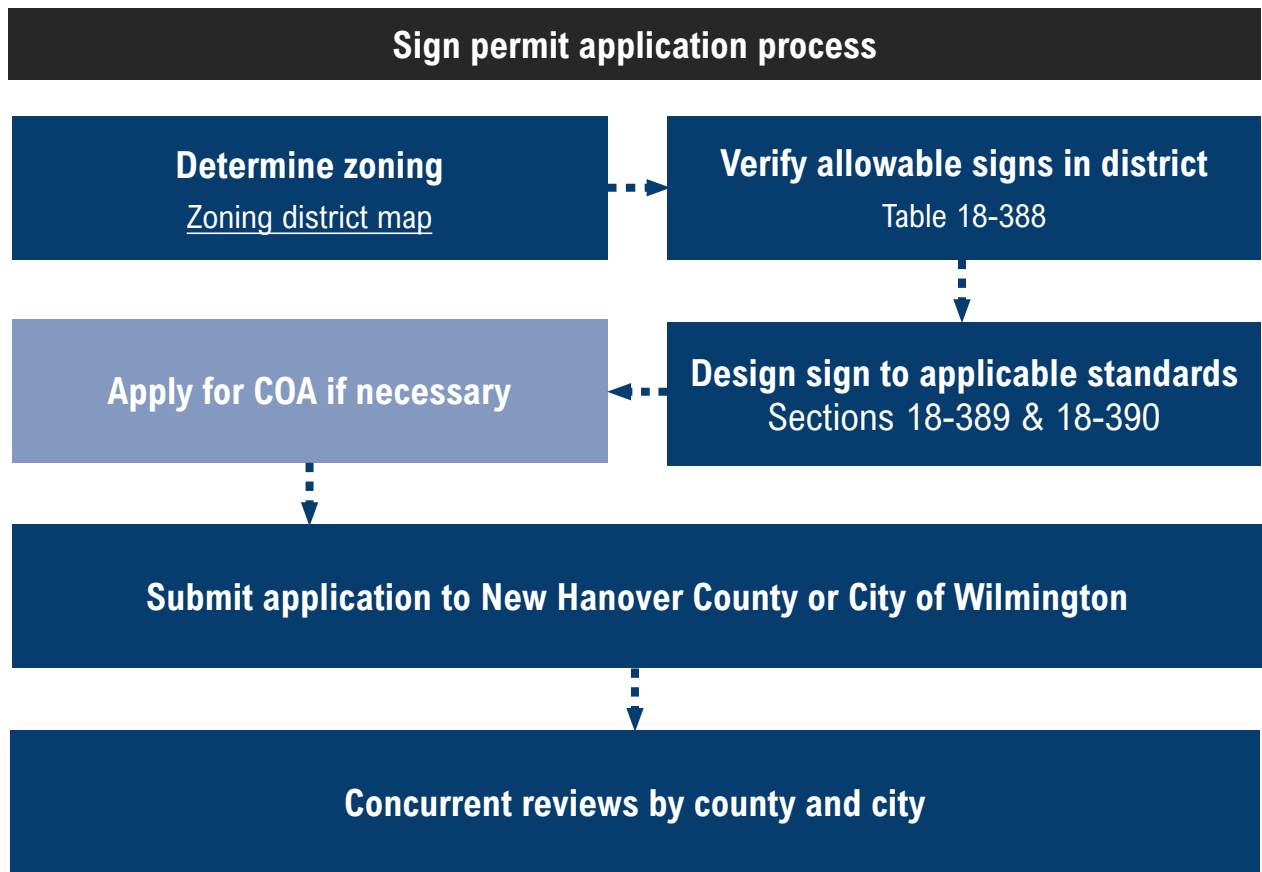 Sign permit application process
Determine zoning
Zoning district map
Verify allowable signs in district
Table 18-388
Design sign to applicable standards
Sections 18-389 & 18-390
Apply for COA if necessary
Submit application to New Hanover County or City of Wilmington
Concurrent reviews by county and city